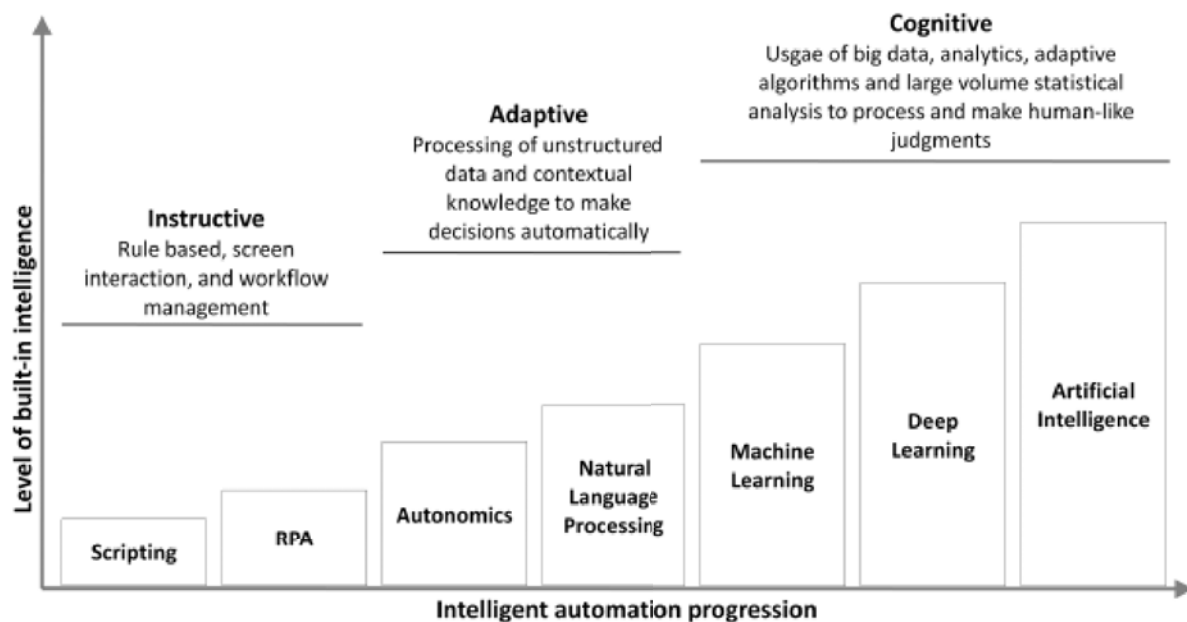 Cognitive
Usgae of big data, analytics, adaptive
algorithms and large volume statistical
analysis to process and make human-like
judgments
Adaptive
Processing of unstructured
data and contextual
knowledge to make
decisions automatically
Instructive
Rule based, screen
interaction, and workflow
management
Level of built-in intelligence
Scripting
RPA
Autonomics
Natural
Language
Processing
Machine
Learning
Deep
Learning
Artificial
Intelligence
Intelligent automation progression